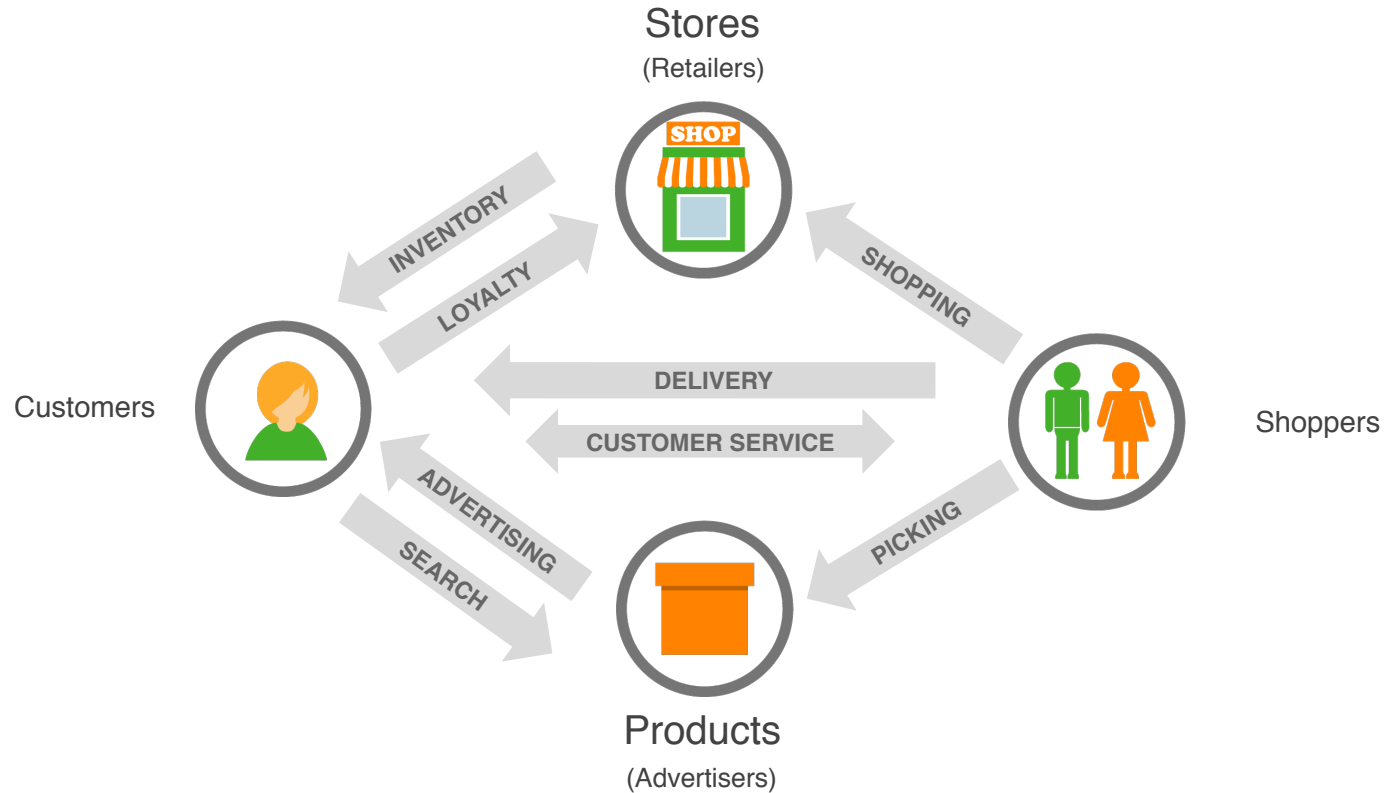 Stores
(Retailers)
SHOP
INVENTORY
LOYALTY
SHOPPING
DELIVERY
Customers
Shoppers
CUSTOMER SERVICE
ADVERTISING
SEARCH
PICKING
Products
(Advertisers)